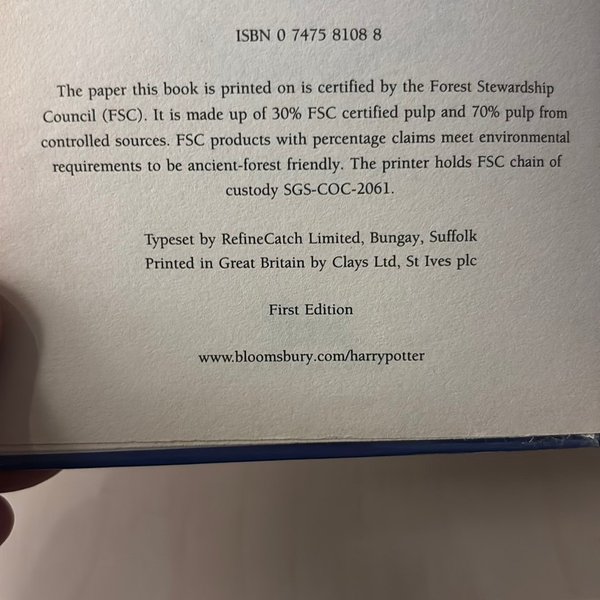 ISBN 0 7475 8108 8
The paper this book is printed on is certified by the Forest Stewardship
Council (FSC). It is made up of 30% FSC certified pulp and 70% pulp from
controlled sources. FSC products with percentage claims meet environmental
requirements to be ancient-forest friendly. The printer holds FSC chain of
custody SGS-COC-2061.
Typeset by RefineCatch Limited, Bungay, Suffolk
Printed in Great Britain by Clays Ltd, St Ives plc
First Edition
www.bloomsbury.com/harrypotter